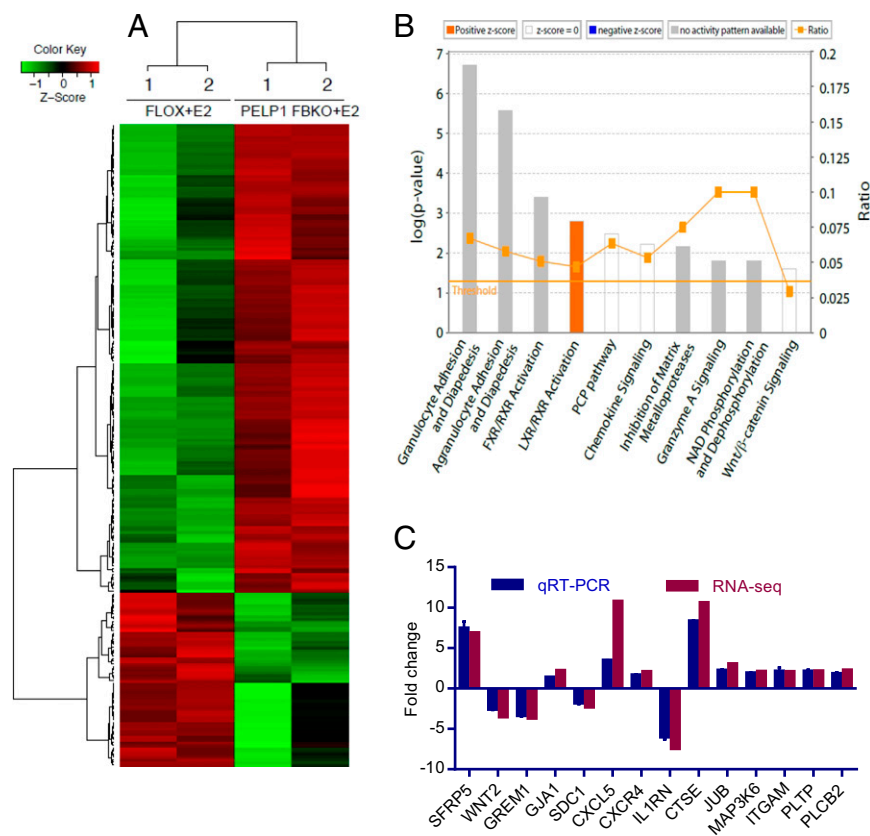 A
Color Key
−1 0 1
Z−Score
1 2 1 2
FLOX+E2 PELP1 FBKO+E2
B
Positive z-score z-score = 0 negative z-score no activity pattern available Ratio
7
6
5
4
3
2
1
0
log(p-value)
0.2
0.175
0.15
0.125
0.1
0.075
0.05
0.025
0
Ratio
Threshold
Granulocyte Adhesion
and Diapedesis
Agranulocyte Adhesion
and Diapedesis
FXR/RXR Activation
LXR/RXR Activation
PCP pathway
Chemokine Signaling
Inhibition of Matrix
Metalloproteases
Granzyme A Signaling
NAD Phosphorylation
and Dephosphorylation
Wnt/β-catenin Signaling
C
qRT-PCR RNA-seq
15
10
5
0
-5
-10
Fold change
SFRP5
WNT2
GREM1
GJA1
SDC1
CXCL5
CXCR4
IL1RN
CTSE
JUB
MAP3K6
ITGAM
PLTP
PLCB2